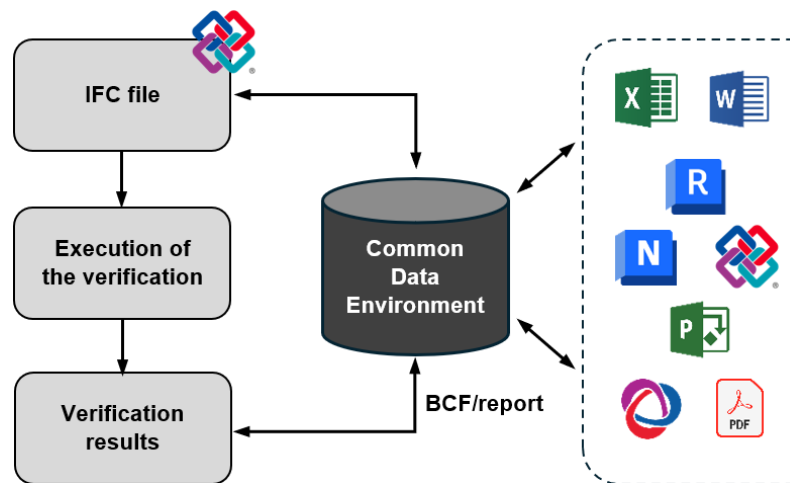 IFC file
®
Execution of
the verification
Verification
results
Common
Data
Environment
BCF/report
X
W
R
N
®
P
PDF